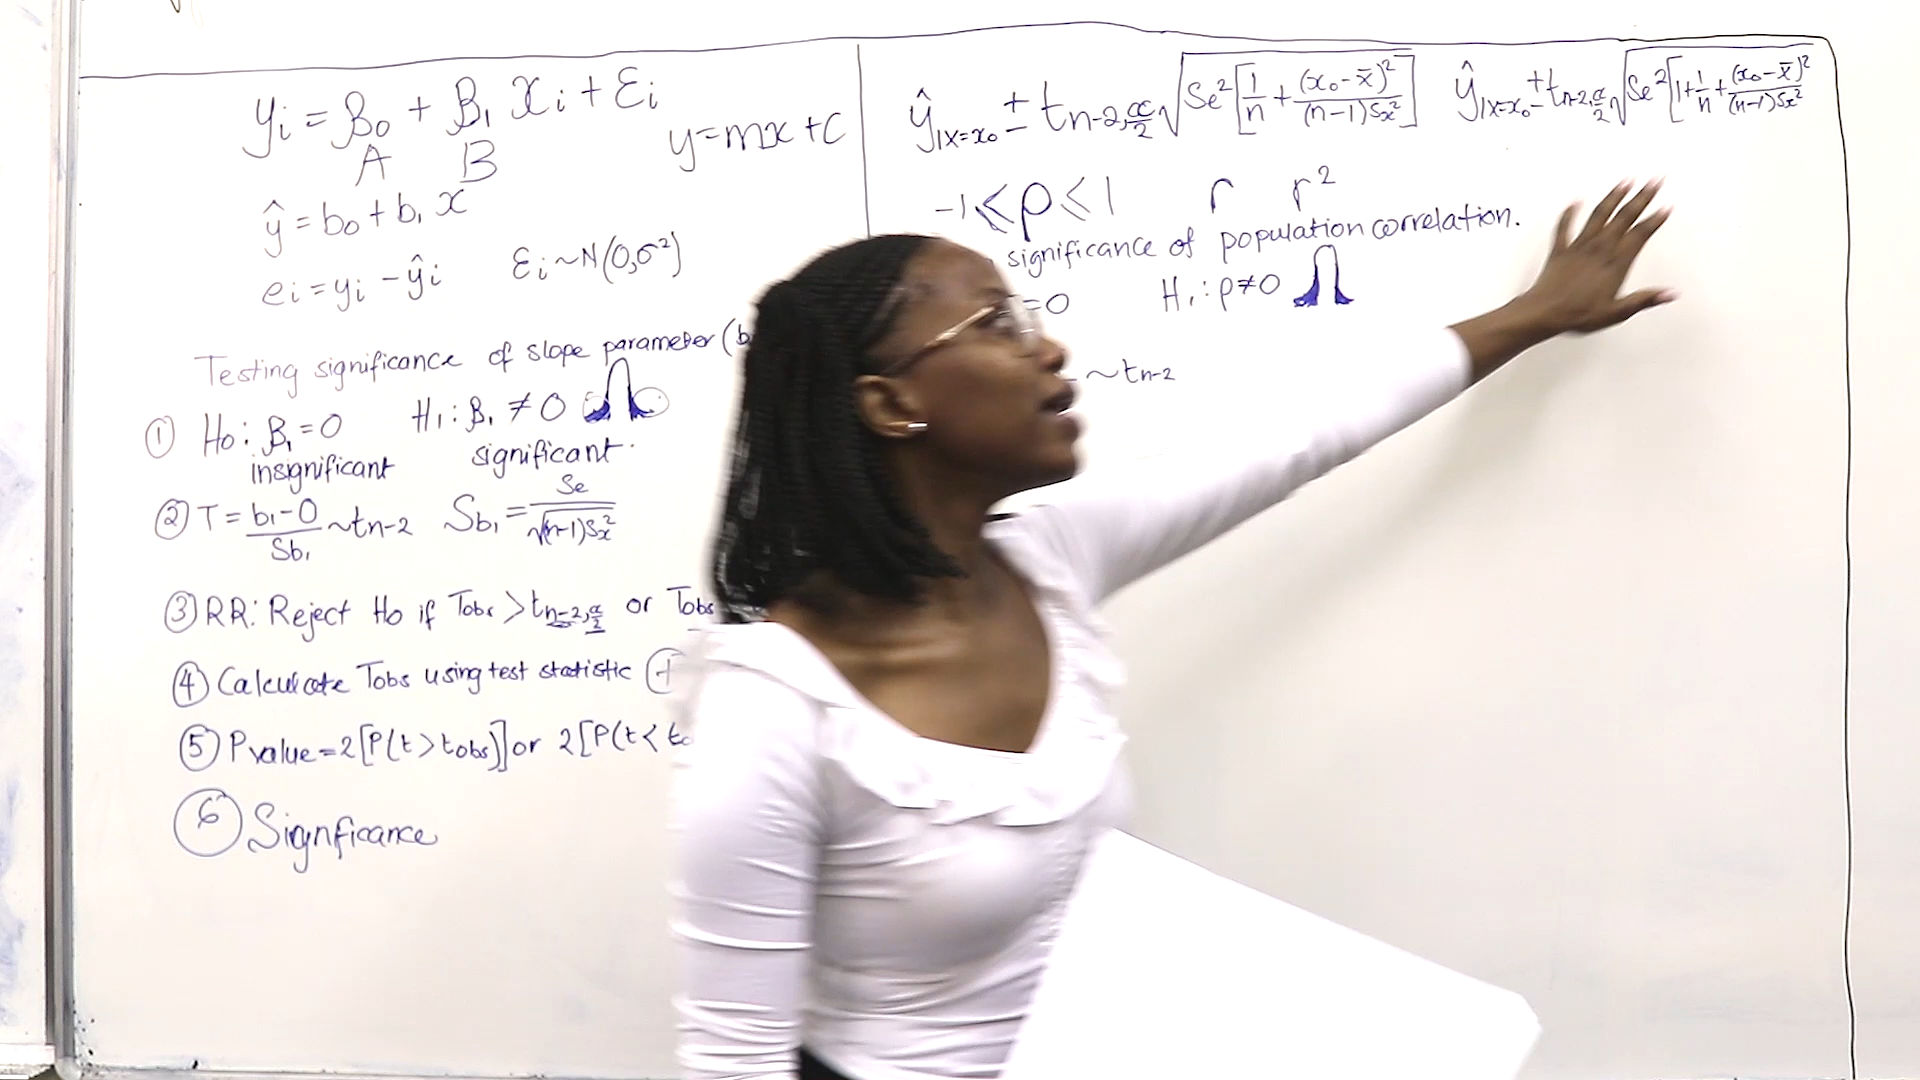 yᵢ = β₀ + β₁ xᵢ + εᵢ
A B
y = mx + c
ŷ = b₀ + b₁ x
eᵢ = yᵢ - ŷᵢ εᵢ ~ N(0,σ²)
Testing significance of slope parameter (b
① H₀: β₁ = 0 H₁: β₁ ≠ 0
insignificant significant.
② T = (b₁ - 0)/Sb₁ ~ tn-2 Sb₁ = Se/√(n-1)Sx²
③ RR: Reject H₀ if Tobs > tn-2,α/2 or Tobs
④ Calculate Tobs using test statistic
⑤ Pvalue = 2[P(t > tobs)] or 2[P(t <
⑥ Signficance
ŷ|x=x₀ ± tn-2,α/2 √Se²[1/n + (x₀ - x̄)²/(n-1)Sx²] ŷ|x=x₀ ± tn-2,α/2 √Se²[1 + 1/n + (x₀ - x̄)²/(n-1)Sx²
-1 ≤ ρ ≤ 1 r r²
significance of population correlation.
=0 H₁: ρ ≠ 0
~ tn-2